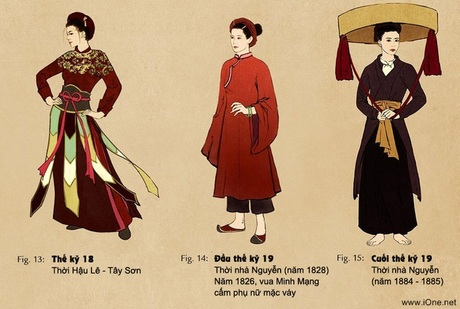 Fig. 13: Thế kỷ 18
Thời Hậu Lê - Tây Sơn
Fig. 14: Đầu thế kỷ 19
Thời nhà Nguyễn (năm 1828)
Năm 1826, vua Minh Mạng
cấm phụ nữ mặc váy
Fig. 15: Cuối thế kỷ 19
Thời nhà Nguyễn
(năm 1884 - 1885)
www.iOne.net